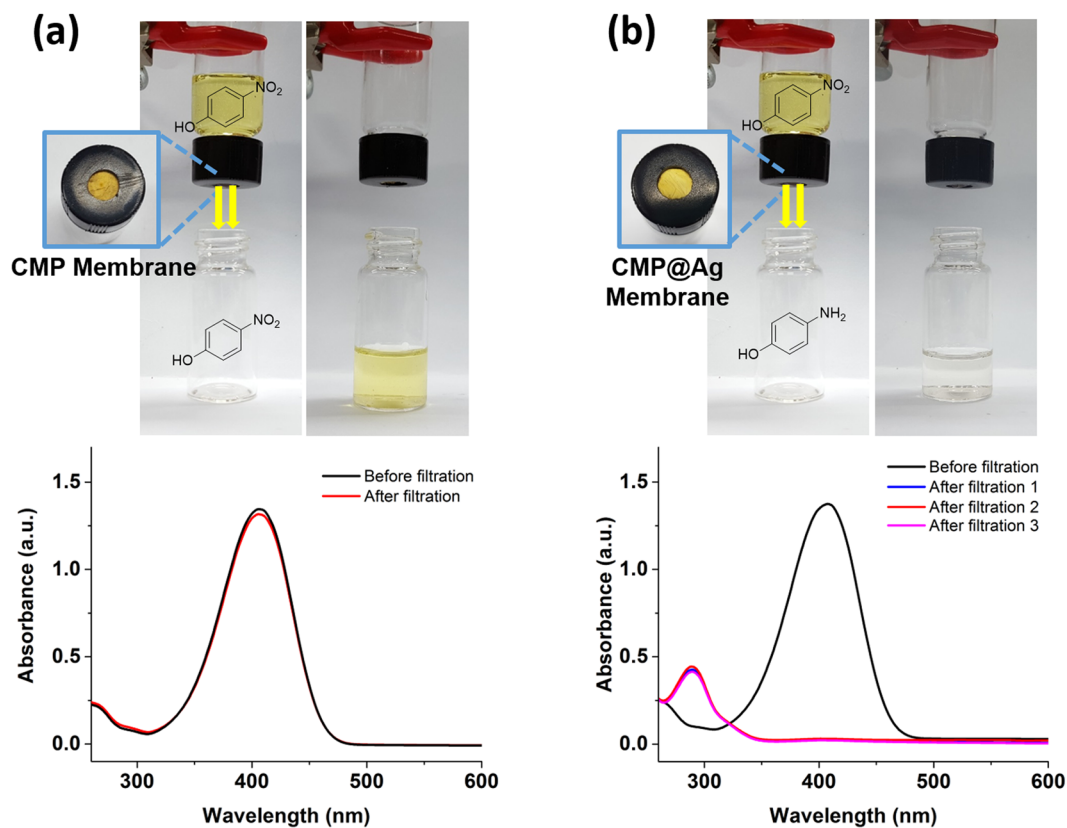 (a)
NO2
HO
CMP Membrane
NO2
HO
Before filtration
After filtration
1.5
1.0
0.5
0.0
Absorbance (a.u.)
300
400
500
600
Wavelength (nm)
(b)
NO2
HO
CMP@Ag
Membrane
NH2
HO
Before filtration
After filtration 1
After filtration 2
After filtration 3
1.5
1.0
0.5
0.0
Absorbance (a.u.)
300
400
500
600
Wavelength (nm)